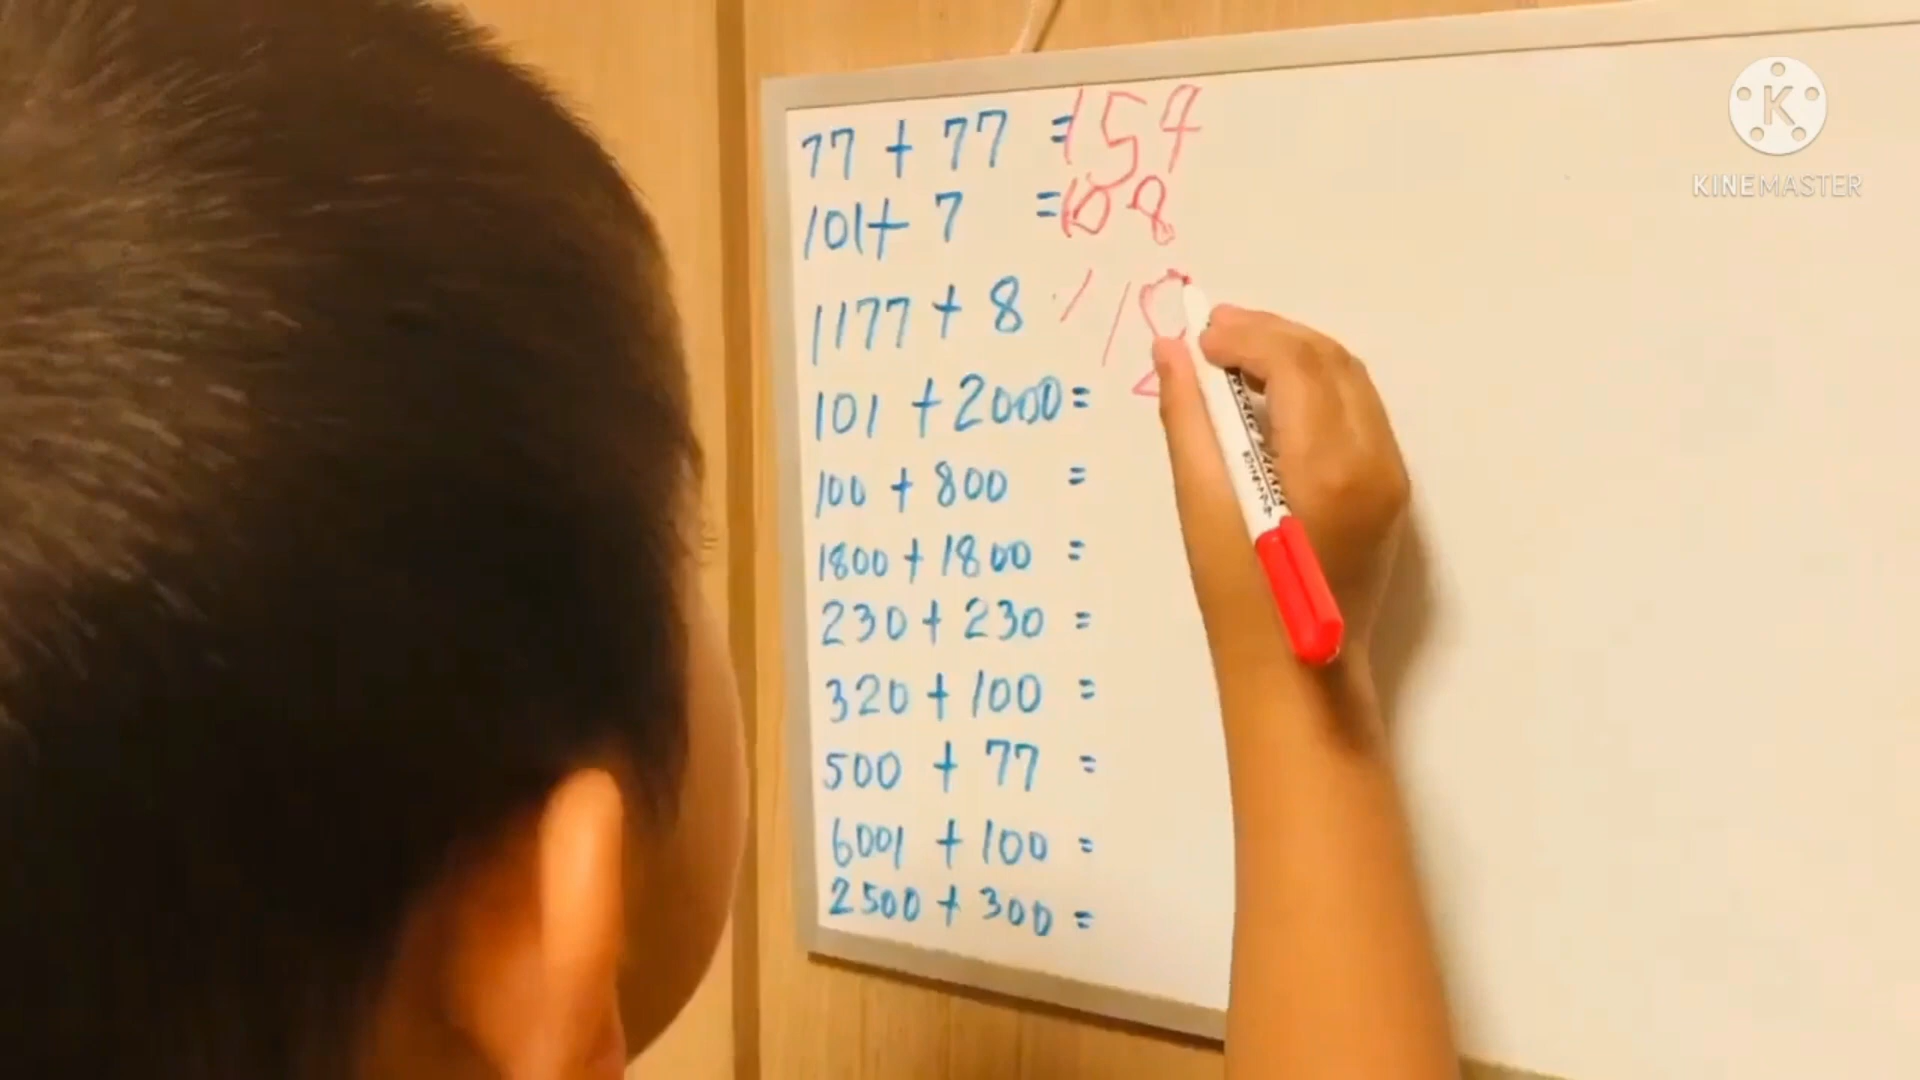 77 + 77 = 154
101 + 7 = 108
1177 + 8 118
101 + 2000 =
100 + 800 =
1800 + 1800 =
230 + 230 =
320 + 100 =
500 + 77 =
6001 + 100 =
2500 + 300 =
K
KINEMASTER